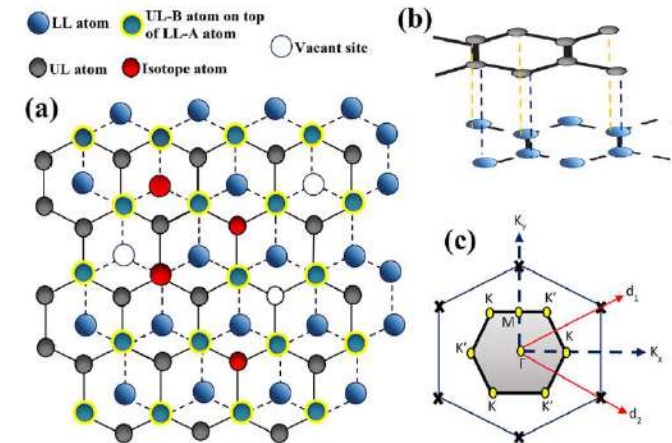 LL atom
UL-B atom on top
of LL-A atom
Vacant site
UL atom
Isotope atom
(a)
(b)
(c)
K_y
d_1
K
K'
M
K'
K
Γ
K_x
K
K'
d_2